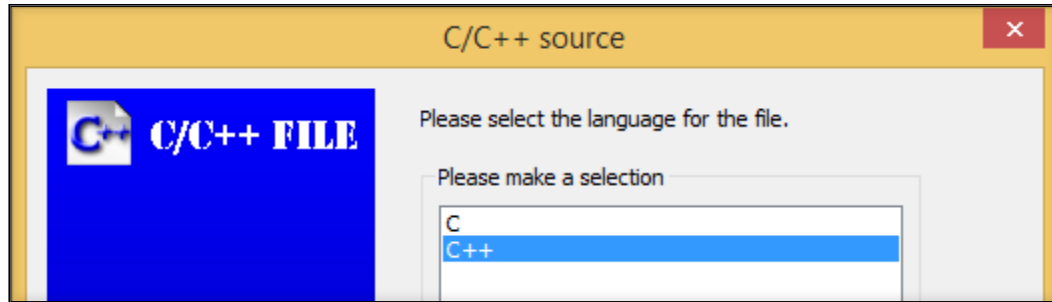 C/C++ source
C++ C/C++ FILE
Please select the language for the file.
Please make a selection
C
C++